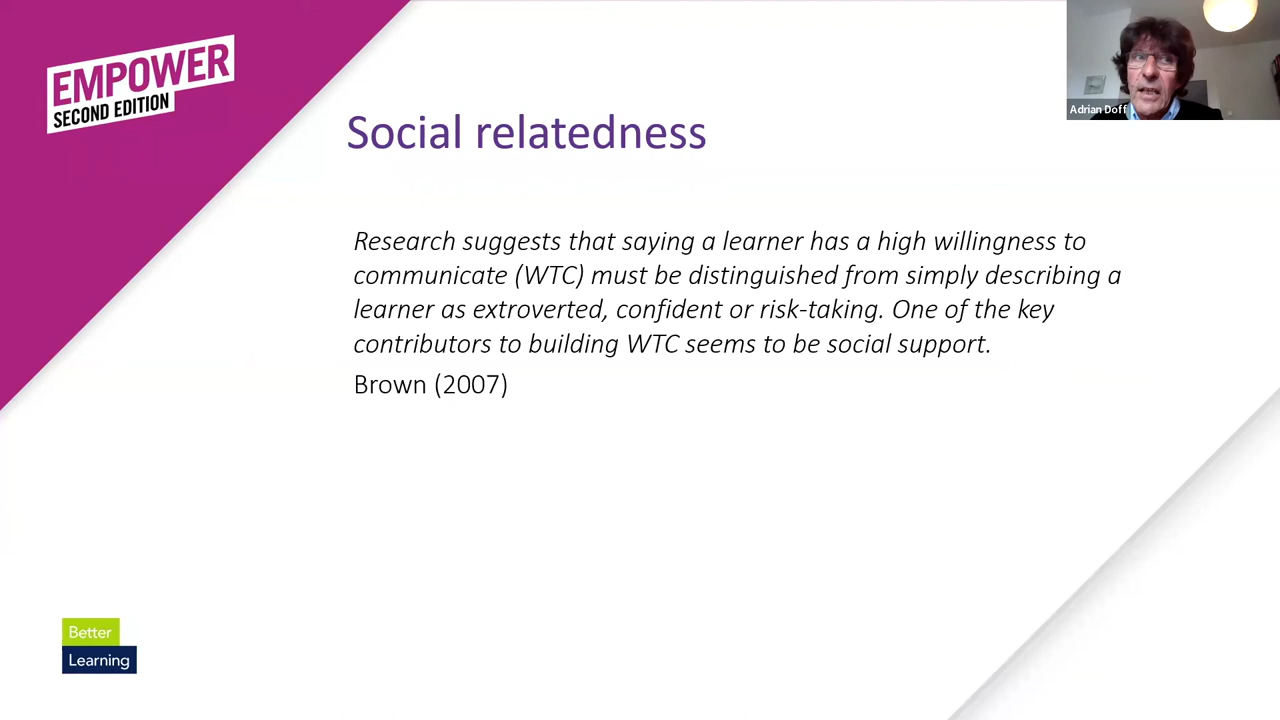 EMPOWER
SECOND EDITION
Adrian Doff
Social relatedness
Research suggests that saying a learner has a high willingness to
communicate (WTC) must be distinguished from simply describing a
learner as extroverted, confident or risk-taking. One of the key
contributors to building WTC seems to be social support.
Brown (2007)
Better
Learning